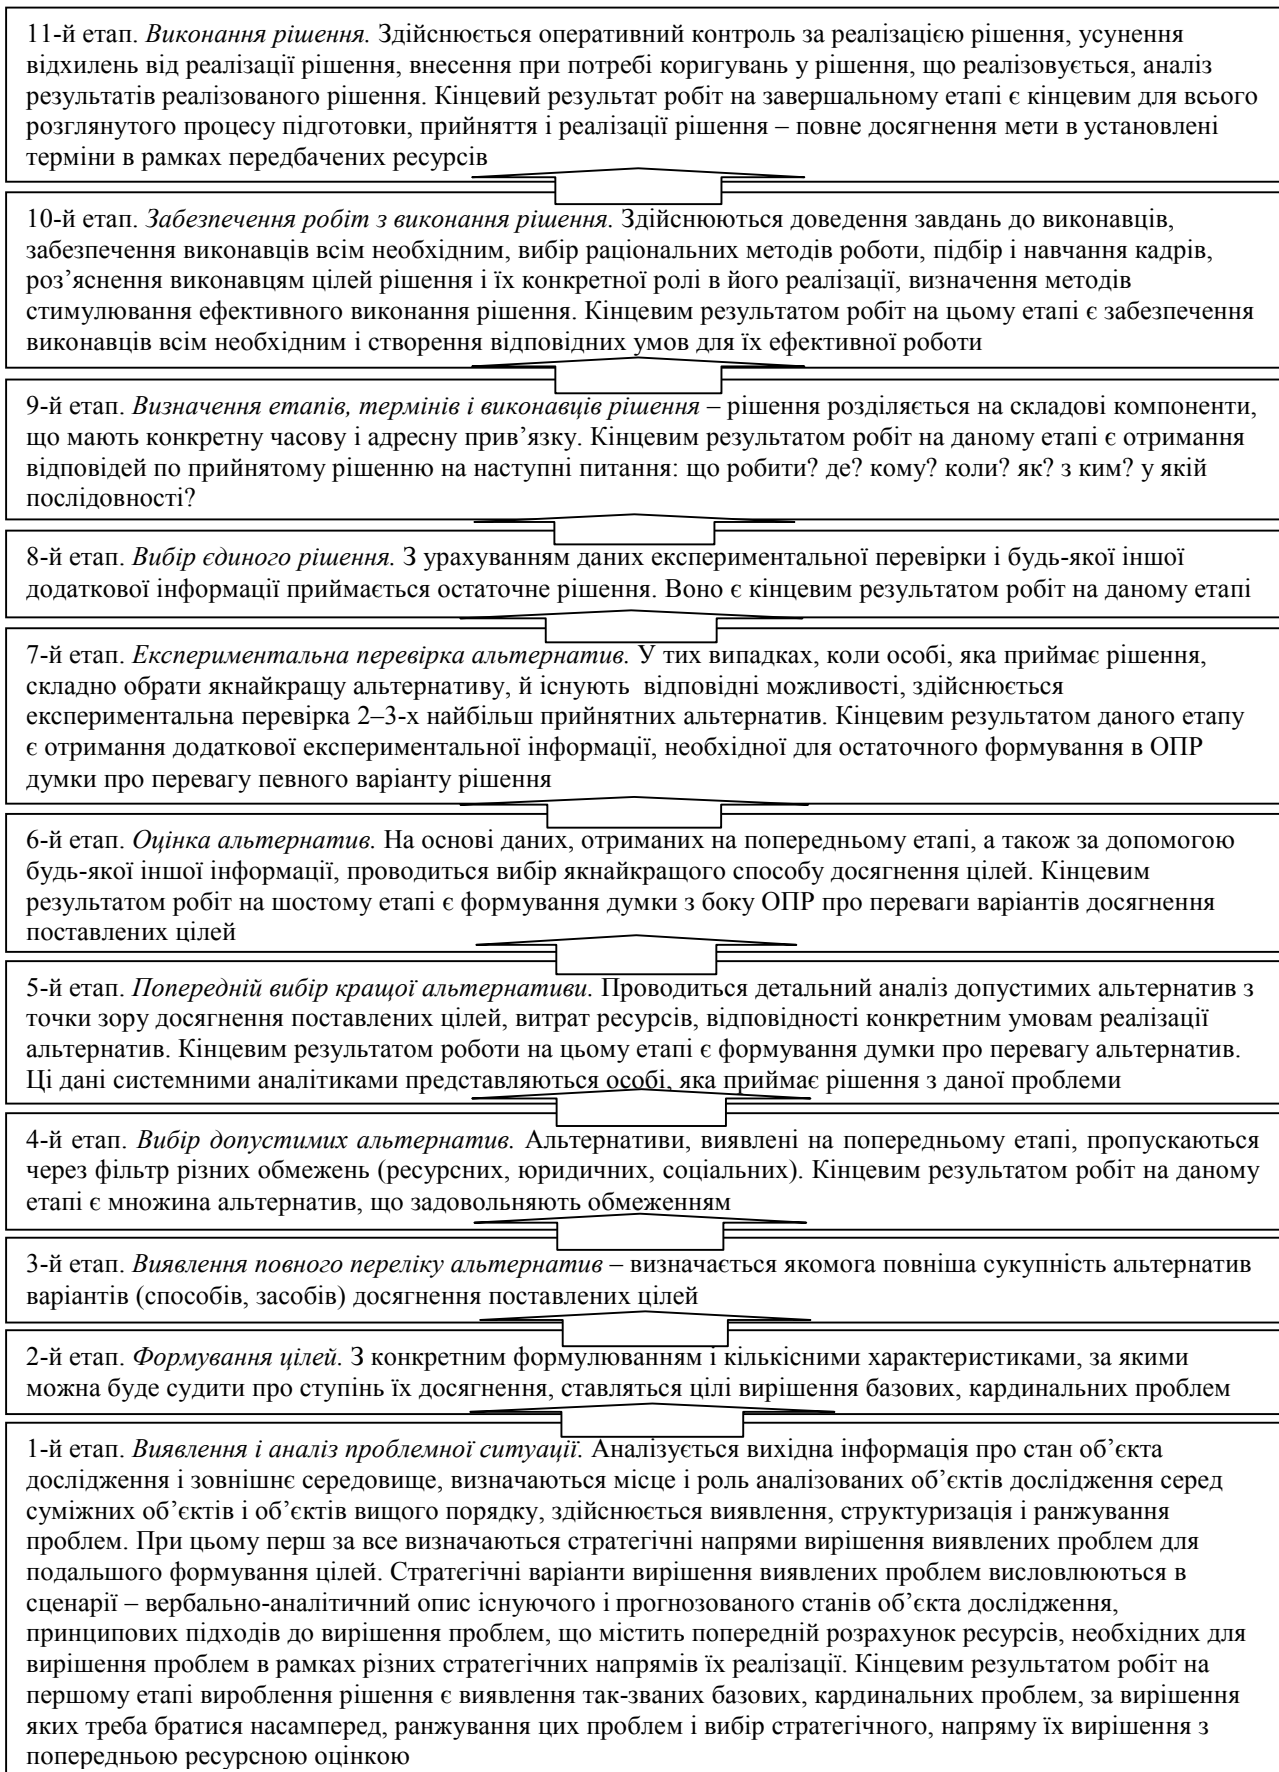 11-й етап. Виконання рішення. Здійснюється оперативний контроль за реалізацією рішення, усунення
відхилень від реалізації рішення, внесення при потребі коригувань у рішення, що реалізовується, аналіз
результатів реалізованого рішення. Кінцевий результат робіт на завершальному етапі є кінцевим для всього
розглянутого процесу підготовки, прийняття і реалізації рішення – повне досягнення мети в установлені
терміни в рамках передбачених ресурсів
10-й етап. Забезпечення робіт з виконання рішення. Здійснюються доведення завдань до виконавців,
забезпечення виконавців всім необхідним, вибір раціональних методів роботи, підбір і навчання кадрів,
роз’яснення виконавцям цілей рішення і їх конкретної ролі в його реалізації, визначення методів
стимулювання ефективного виконання рішення. Кінцевим результатом робіт на цьому етапі є забезпечення
виконавців всім необхідним і створення відповідних умов для їх ефективної роботи
9-й етап. Визначення етапів, термінів і виконавців рішення – рішення розділяється на складові компоненти,
що мають конкретну часову і адресну прив’язку. Кінцевим результатом робіт на даному етапі є отримання
відповідей по прийнятому рішенню на наступні питання: що робити? де? кому? коли? як? з ким? у якій
послідовності?
8-й етап. Вибір єдиного рішення. З урахуванням даних експериментальної перевірки і будь-якої іншої
додаткової інформації приймається остаточне рішення. Воно є кінцевим результатом робіт на даному етапі
7-й етап. Експериментальна перевірка альтернатив. У тих випадках, коли особі, яка приймає рішення,
складно обрати якнайкращу альтернативу, й існують відповідні можливості, здійснюється
експериментальна перевірка 2–3-х найбільш прийнятних альтернатив. Кінцевим результатом даного етапу
є отримання додаткової експериментальної інформації, необхідної для остаточного формування в ОПР
думки про перевагу певного варіанту рішення
6-й етап. Оцінка альтернатив. На основі даних, отриманих на попередньому етапі, а також за допомогою
будь-якої іншої інформації, проводиться вибір якнайкращого способу досягнення цілей. Кінцевим
результатом робіт на шостому етапі є формування думки з боку ОПР про переваги варіантів досягнення
поставлених цілей
5-й етап. Попередній вибір кращої альтернативи. Проводиться детальний аналіз допустимих альтернатив з
точки зору досягнення поставлених цілей, витрат ресурсів, відповідності конкретним умовам реалізації
альтернатив. Кінцевим результатом роботи на цьому етапі є формування думки про перевагу альтернатив.
Ці дані системними аналітиками представляються особі, яка приймає рішення з даної проблеми
4-й етап. Вибір допустимих альтернатив. Альтернативи, виявлені на попередньому етапі, пропускаються
через фільтр різних обмежень (ресурсних, юридичних, соціальних). Кінцевим результатом робіт на даному
етапі є множина альтернатив, що задовольняють обмеженням
3-й етап. Виявлення повного переліку альтернатив – визначається якомога повніша сукупність альтернатив
варіантів (способів, засобів) досягнення поставлених цілей
2-й етап. Формування цілей. З конкретним формулюванням і кількісними характеристиками, за якими
можна буде судити про ступінь їх досягнення, ставляться цілі вирішення базових, кардинальних проблем
1-й етап. Виявлення і аналіз проблемної ситуації. Аналізується вихідна інформація про стан об’єкта
дослідження і зовнішнє середовище, визначаються місце і роль аналізованих об’єктів дослідження серед
суміжних об’єктів і об’єктів вищого порядку, здійснюється виявлення, структуризація і ранжування
проблем. При цьому перш за все визначаються стратегічні напрями вирішення виявлених проблем для
подальшого формування цілей. Стратегічні варіанти вирішення виявлених проблем висловлюються в
сценарії – вербально-аналітичний опис існуючого і прогнозованого станів об’єкта дослідження,
принципових підходів до вирішення проблем, що містить попередній розрахунок ресурсів, необхідних для
вирішення проблем в рамках різних стратегічних напрямів їх реалізації. Кінцевим результатом робіт на
першому етапі вироблення рішення є виявлення так-званих базових, кардинальних проблем, за вирішення
яких треба братися насамперед, ранжування цих проблем і вибір стратегічного, напряму їх вирішення з
попередньою ресурсною оцінкою